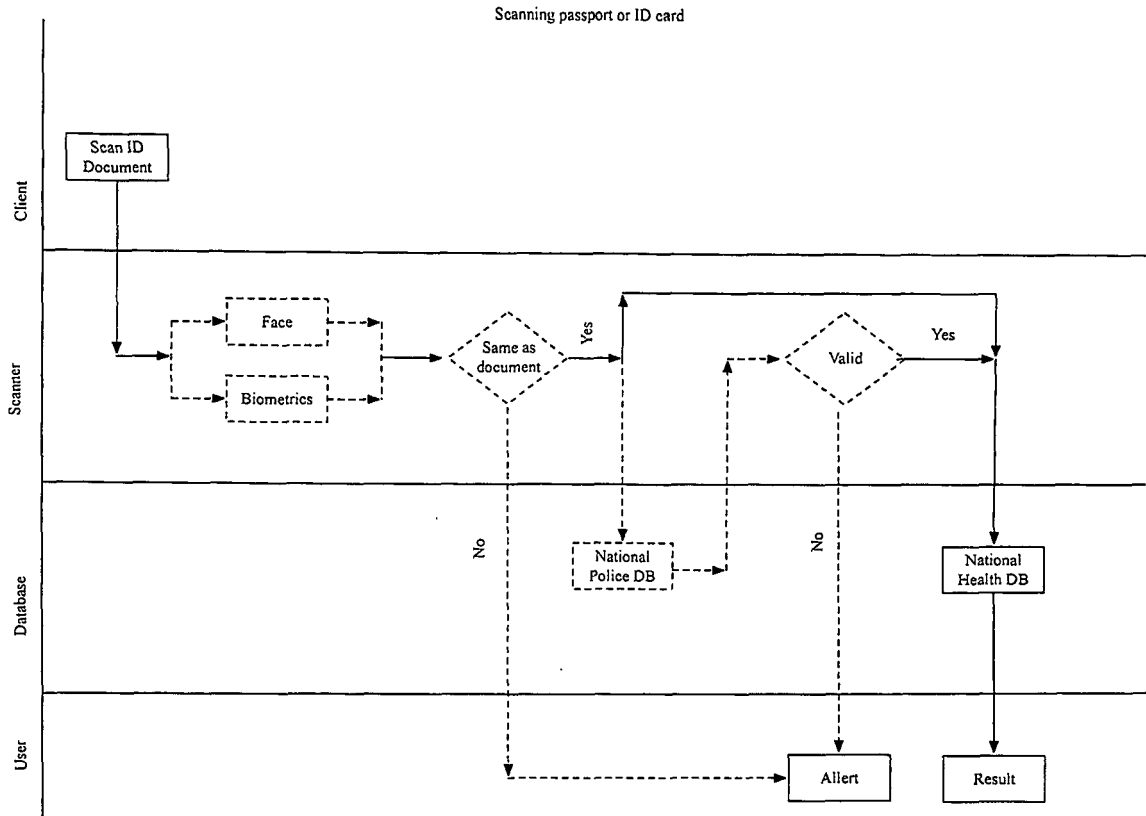 Scanning passport or ID card
Client
Scan ID
Document
Scanner
Face
Biometrics
Same as
document
Yes
Valid
Yes
Database
No
National
Police DB
No
National
Health DB
User
Allert
Result